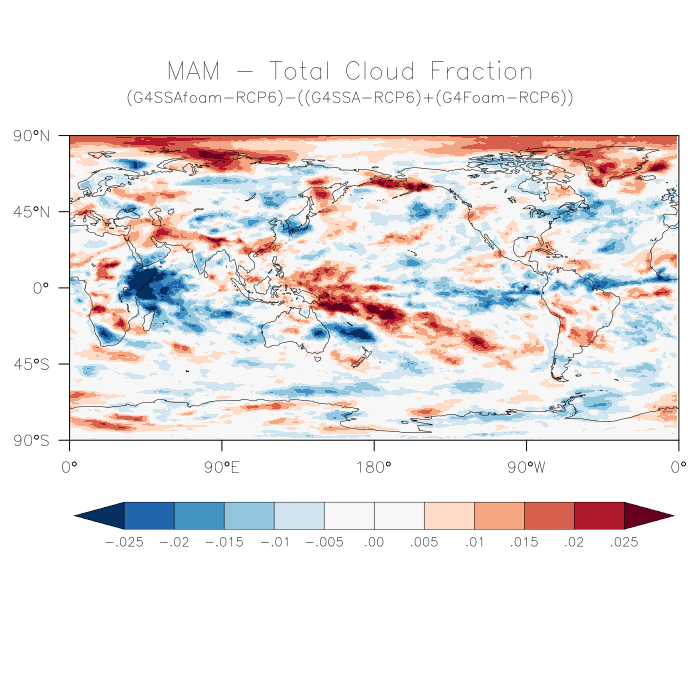 MAM − Total Cloud Fraction
(G4SSAfoam−RCP6)−((G4SSA−RCP6)+(G4Foam−RCP6))
90°N
45°N
0°
45°S
90°S
0° 90°E 180° 90°W 0°
−.025 −.02 −.015 −.01 −.005 .00 .005 .01 .015 .02 .025